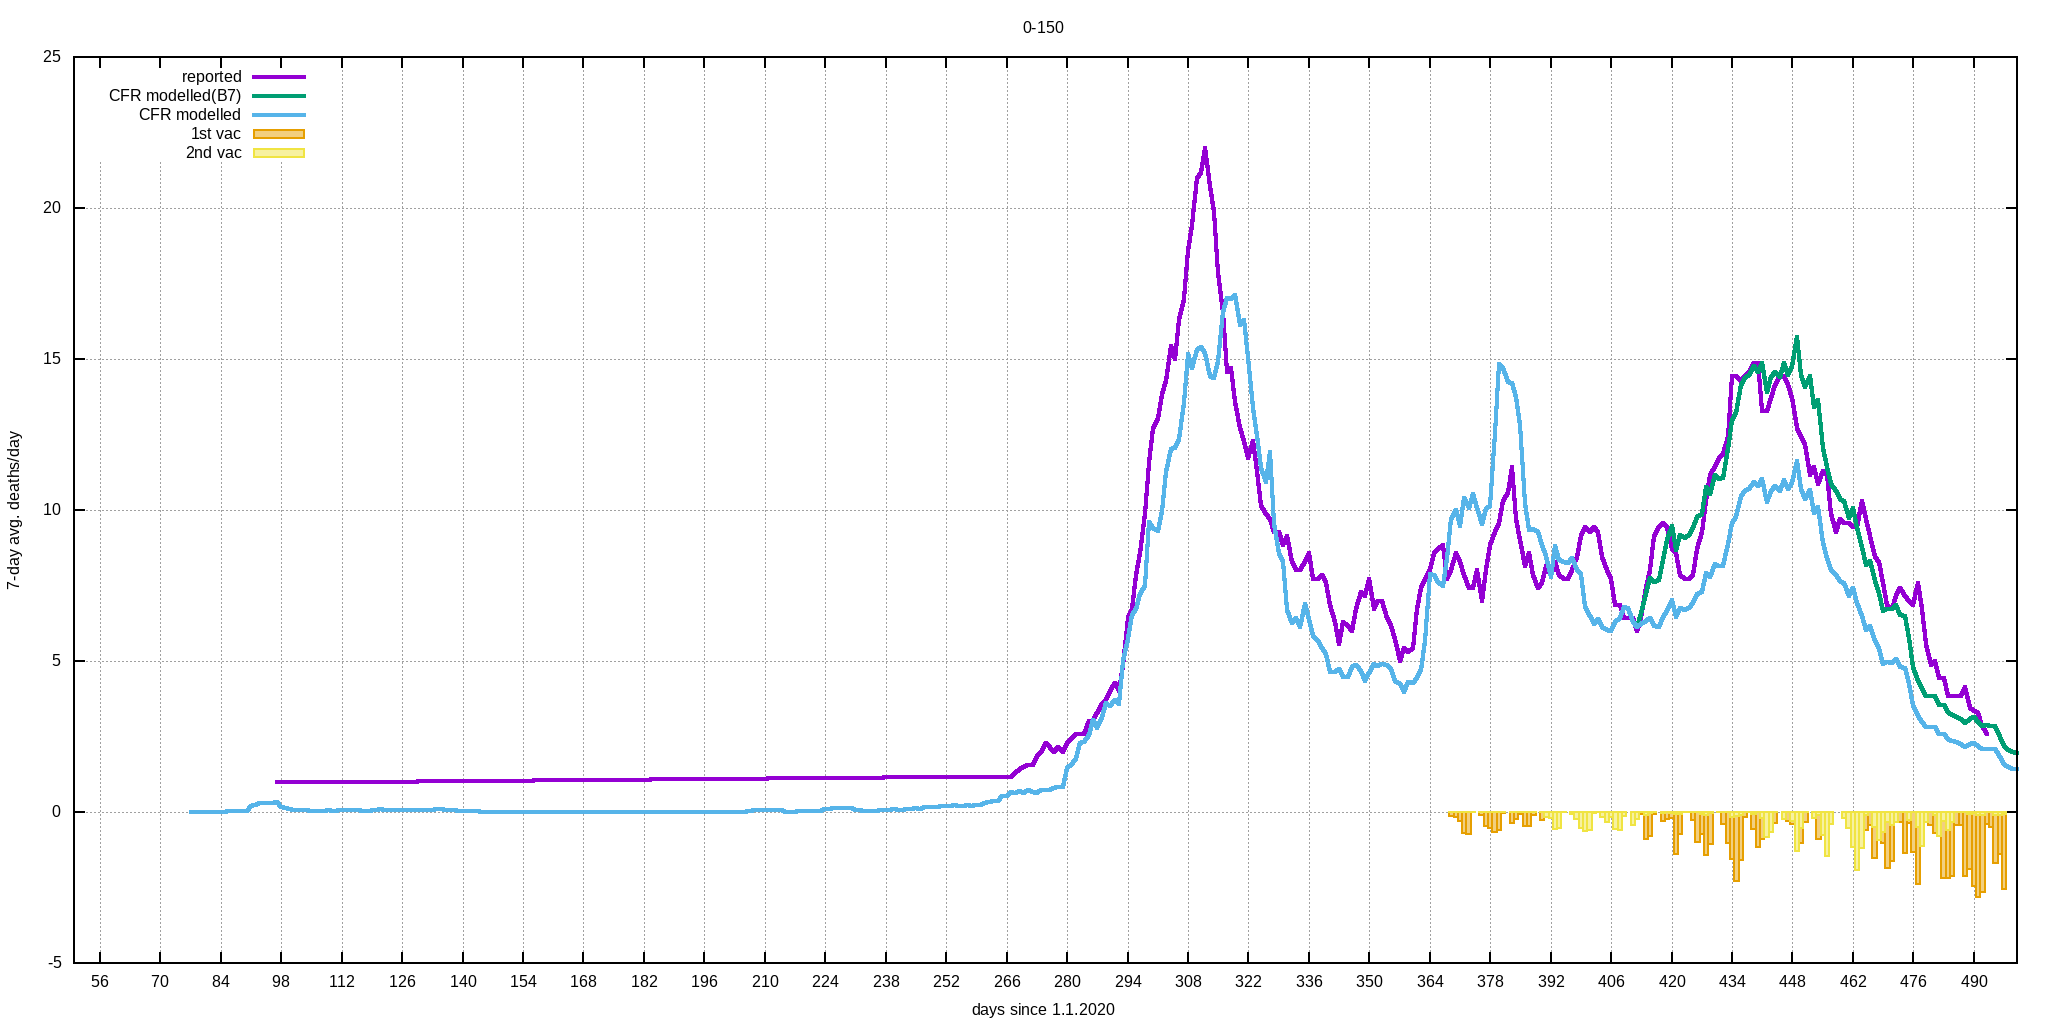 0-150
25
20
15
10
5
0
-5
reported
CFR modelled(B7)
CFR modelled
1st vac
2nd vac
7-day avg. deaths/day
56 70 84 98 112 126 140 154 168 182 196 210 224 238 252 266 280 294 308 322 336 350 364 378 392 406 420 434 448 462 476 490
days since 1.1.2020